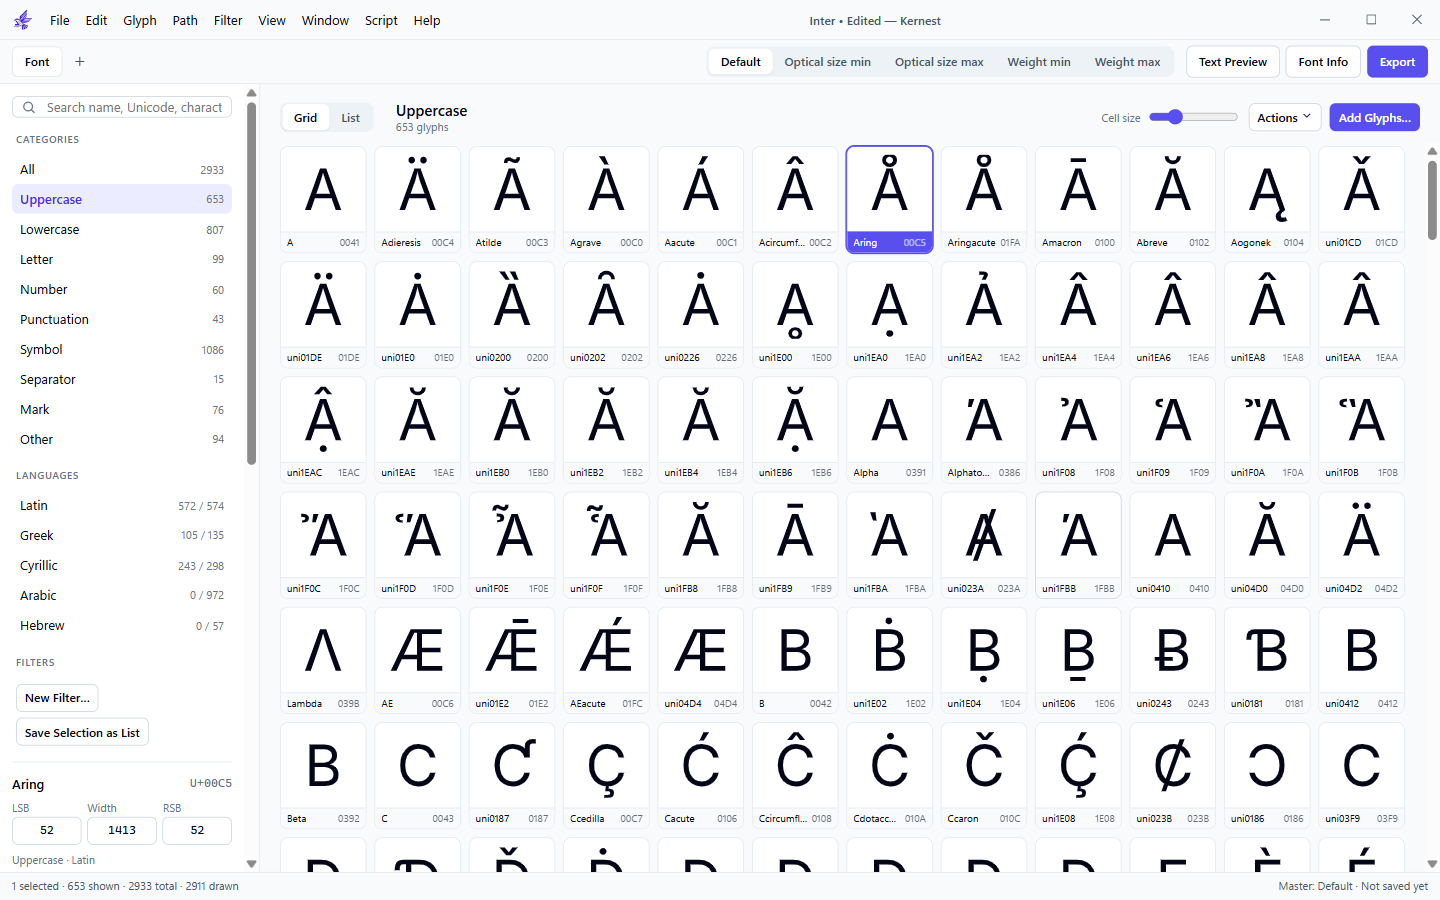 File Edit Glyph Path Filter View Window Script Help
Inter • Edited — Kernest
Font +
Default Optical size min Optical size max Weight min Weight max
Text Preview Font Info Export
Search name, Unicode, charact
CATEGORIES
All 2933
Uppercase 653
Lowercase 807
Letter 99
Number 60
Punctuation 43
Symbol 1086
Separator 15
Mark 76
Other 94
LANGUAGES
Latin 572 / 574
Greek 105 / 135
Cyrillic 243 / 298
Arabic 0 / 972
Hebrew 0 / 57
FILTERS
New Filter...
Save Selection as List
Aring U+00C5
LSB Width RSB
52 1413 52
Uppercase · Latin
Grid List
Uppercase
653 glyphs
Cell size
Actions
Add Glyphs...
A Ä Ã À Á Â Å Ǻ Ā Ă Ą Ǎ
A 0041 Adieresis 00C4 Atilde 00C3 Agrave 00C0 Aacute 00C1 Acircumf... 00C2 Aring 00C5 Aringacute 01FA Amacron 0100 Abreve 0102 Aogonek 0104 uni01CD 01CD
Ǟ Ǡ Ȁ Ȃ Ȧ Ḁ Ạ Ả Ấ Ầ Ẩ Ẫ
uni01DE 01DE uni01E0 01E0 uni0200 0200 uni0202 0202 uni0226 0226 uni1E00 1E00 uni1EA0 1EA0 uni1EA2 1EA2 uni1EA4 1EA4 uni1EA6 1EA6 uni1EA8 1EA8 uni1EAA 1EAA
Ậ Ắ Ằ Ẳ Ẵ Ặ Α Ά Ἀ Ἁ Ἂ Ἃ
uni1EAC 1EAC uni1EAE 1EAE uni1EB0 1EB0 uni1EB2 1EB2 uni1EB4 1EB4 uni1EB6 1EB6 Alpha 0391 Alphato... 0386 uni1F08 1F08 uni1F09 1F09 uni1F0A 1F0A uni1F0B 1F0B
Ἄ Ἅ Ἆ Ἇ Ᾰ Ᾱ Ὰ Ⱥ Ά А Ӑ Ӓ
uni1F0C 1F0C uni1F0D 1F0D uni1F0E 1F0E uni1F0F 1F0F uni1FB8 1FB8 uni1FB9 1FB9 uni1FBA 1FBA uni023A 023A uni1FBB 1FBB uni0410 0410 uni04D0 04D0 uni04D2 04D2
Λ Æ Ǣ Ǽ Ӕ B Ḃ Ḅ Ḇ Ƀ Ɓ В
Lambda 039B AE 00C6 uni01E2 01E2 AEacute 01FC uni04D4 04D4 B 0042 uni1E02 1E02 uni1E04 1E04 uni1E06 1E06 uni0243 0243 uni0181 0181 uni0412 0412
Β C Ƈ Ç Ć Ĉ Ċ Č Ḉ Ȼ Ɔ Ϲ
Beta 0392 C 0043 uni0187 0187 Ccedilla 00C7 Cacute 0106 Ccircumfl... 0108 Cdotacc... 010A Ccaron 010C uni1E08 1E08 uni023B 023B uni0186 0186 uni03F9 03F9
1 selected · 653 shown · 2933 total · 2911 drawn
Master: Default · Not saved yet